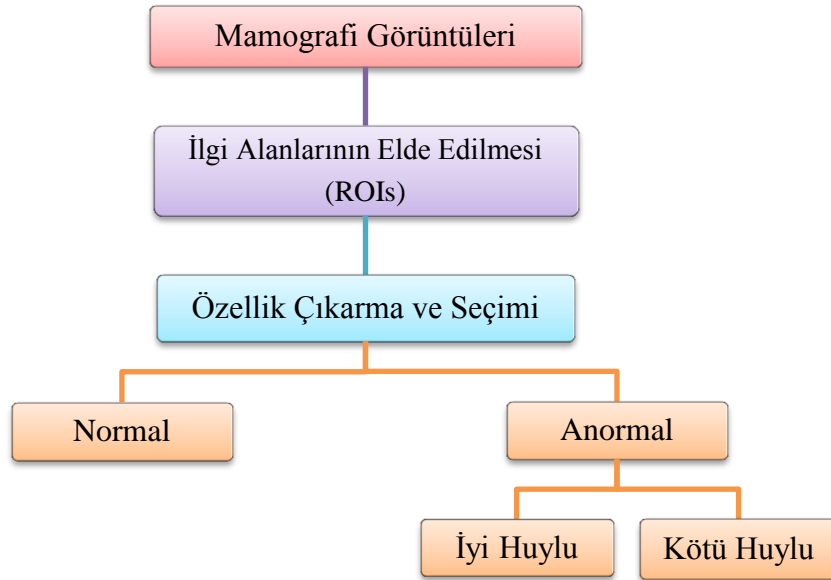 Mamografi Görüntüleri
İlgi Alanlarının Elde Edilmesi
(ROIs)
Özellik Çıkarma ve Seçimi
Normal
Anormal
İyi Huylu
Kötü Huylu